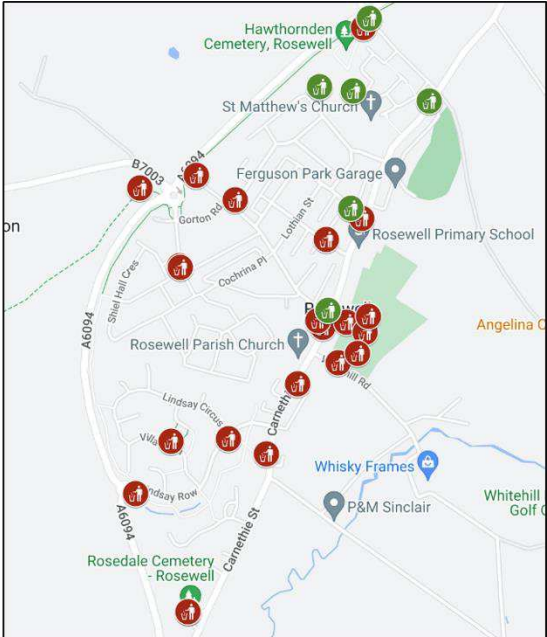 Hawthornden
Cemetery, Rosewell
St Matthew's Church
B7003
A6094
Ferguson Park Garage
on
Gorton Rd
Lothian St
Rosewell Primary School
Shiel Hall Cres
Cochrina Pl
A6094
Angelina C
Rosewell Parish Church
Lindsay Circus
Carnethie
Whisky Frames
Whitehill
Golf C
P&M Sinclair
A6094
Carnethie St
Rosedale Cemetery
- Rosewell